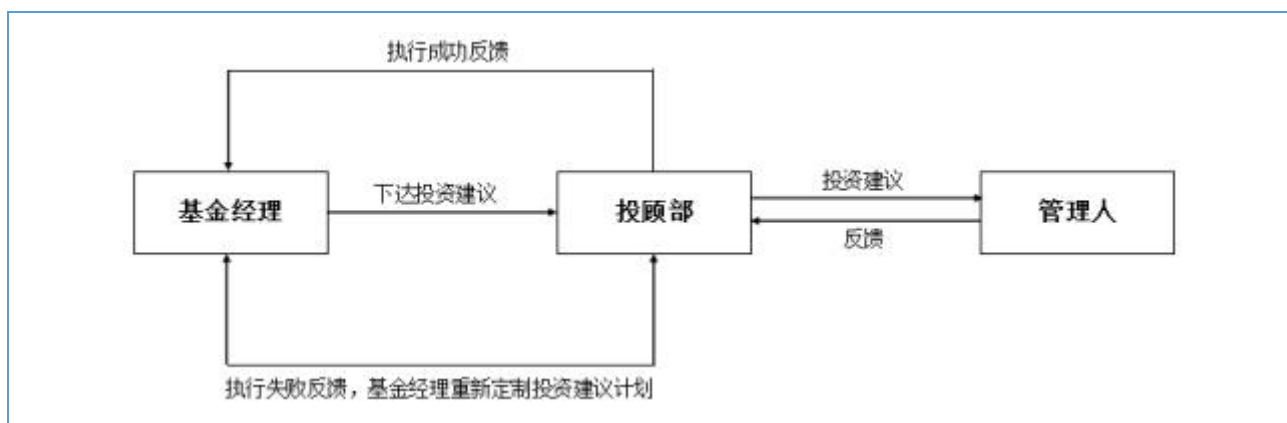 执行成功反馈
下达投资建议
投资建议
基金经理
投顾部
管理人
反馈
执行失败反馈，基金经理重新定制投资建议计划